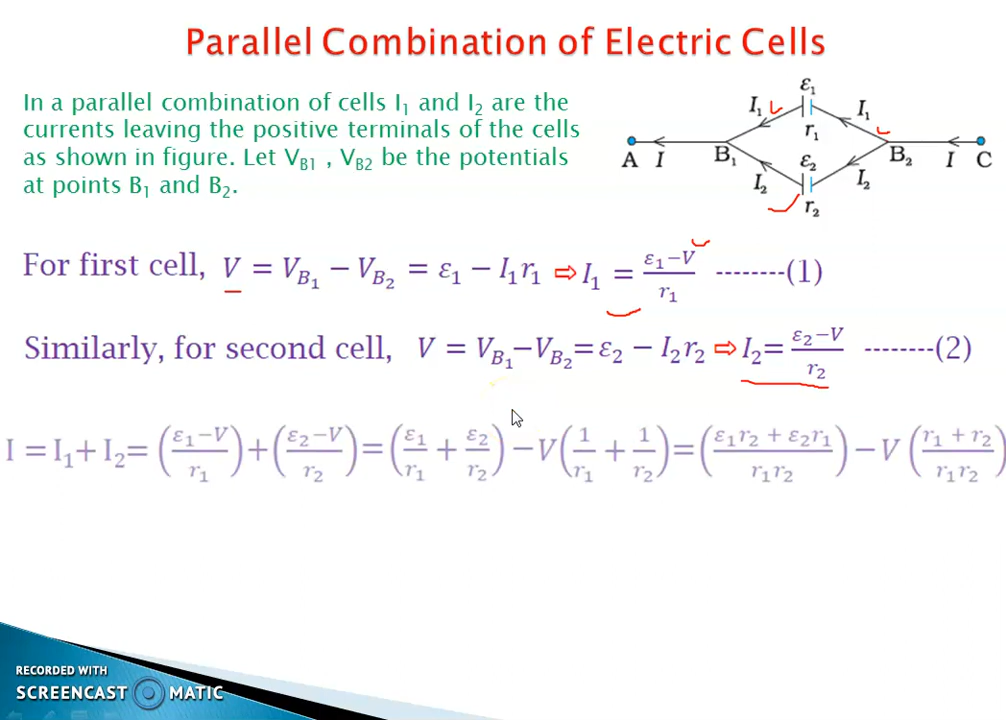 Parallel Combination of Electric Cells
In a parallel combination of cells I₁ and I₂ are the
currents leaving the positive terminals of the cells
as shown in figure. Let V_B1 , V_B2 be the potentials
at points B₁ and B₂.
ε₁
I₁ I₁
r₁
A I B₁ ε₂ B₂ I C
I₂ I₂
r₂
For first cell, V = V_B₁ − V_B₂ = ε₁ − I₁r₁ ⇨ I₁ = (ε₁−V)/r₁ --------(1)
Similarly, for second cell, V = V_B₁−V_B₂= ε₂ − I₂r₂ ⇨ I₂= (ε₂−V)/r₂ --------(2)
I = I₁+ I₂= ((ε₁−V)/r₁)+((ε₂−V)/r₂)=(ε₁/r₁ + ε₂/r₂) −V(1/r₁ + 1/r₂)=((ε₁r₂ + ε₂r₁)/r₁r₂) −V ((r₁ + r₂)/r₁r₂)
RECORDED WITH
SCREENCAST MATIC